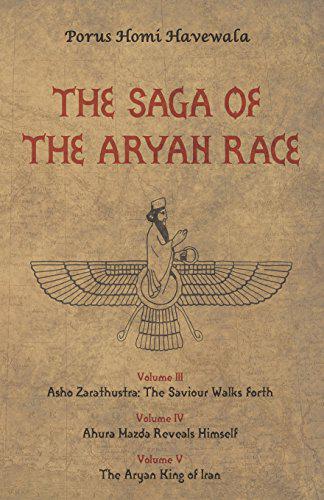 Porus Homi Havewala
THE SAGA OF
THE ARYAN RACE
Volume III
Asho Zarathustra: The Saviour Walks Forth
Volume IV
Ahura Mazda Reveals Himself
Volume V
The Aryan King of Iran